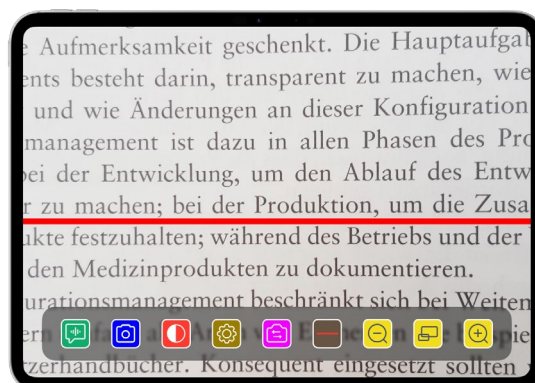 e Aufmerksamkeit geschenkt. Die Hauptaufgab
ents besteht darin, transparent zu machen, wie
und wie Änderungen an dieser Konfiguration
management ist dazu in allen Phasen des Pro
bei der Entwicklung, um den Ablauf des Entw
r zu machen; bei der Produktion, um die Zusa
ukte festzuhalten; während des Betriebs und der
den Medizinprodukten zu dokumentieren.
urationsmanagement beschränkt sich bei Weitem
zerhandbücher. Konsequent eingesetzt sollten